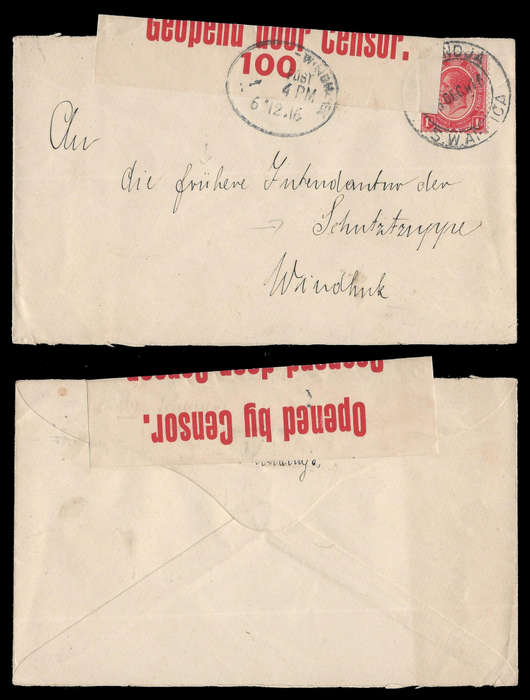 Geopend door Censor.
100
4 PM
6 12.16
S.W.AFRICA
An
die frühere Intendantur der
Schutztruppe
Windhuk
Geopend door Censor.
Opened by Censor.